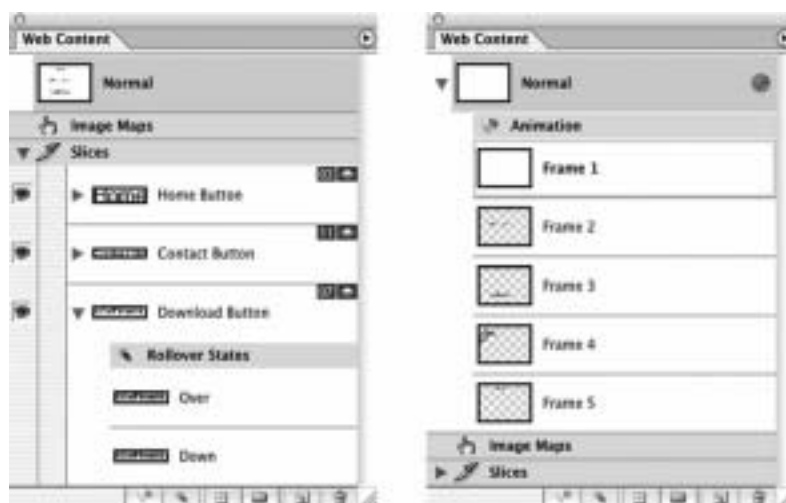 Web Content
Normal
Image Maps
Slices
Home Button
Contact Button
Download Button
Rollover States
Over
Down
Web Content
Normal
Animation
Frame 1
Frame 2
Frame 3
Frame 4
Frame 5
Image Maps
Slices